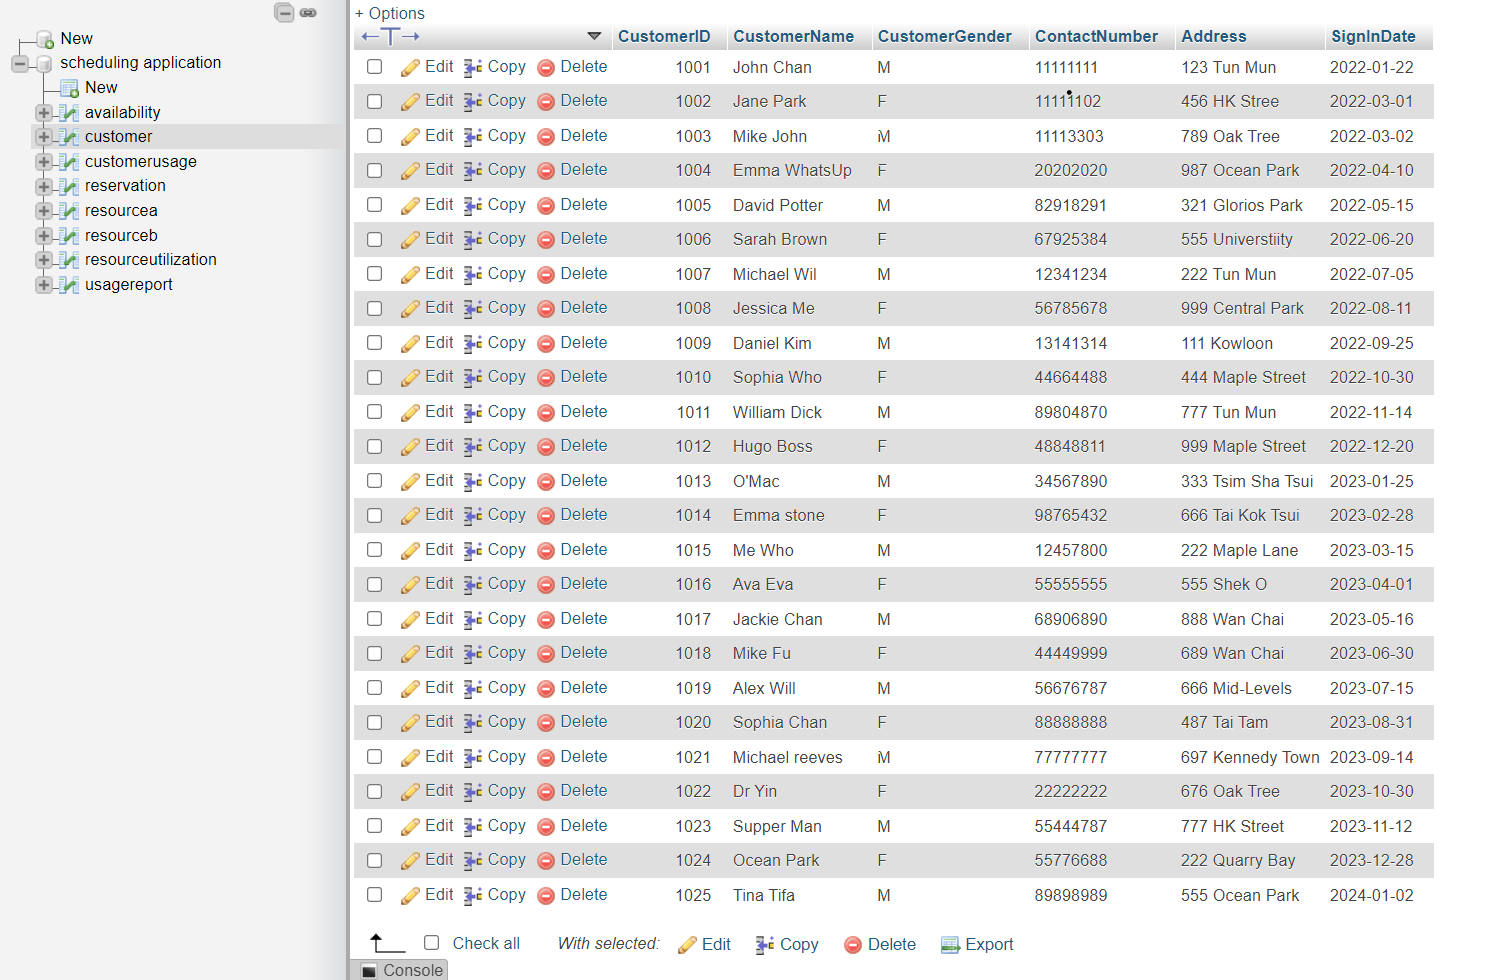 New
scheduling application
New
availability
customer
customerusage
reservation
resourcea
resourceb
resourceutilization
usagereport
+ Options
CustomerID CustomerName CustomerGender ContactNumber Address SignInDate
Edit Copy Delete 1001 John Chan M 11111111 123 Tun Mun 2022-01-22
Edit Copy Delete 1002 Jane Park F 11111102 456 HK Stree 2022-03-01
Edit Copy Delete 1003 Mike John M 11113303 789 Oak Tree 2022-03-02
Edit Copy Delete 1004 Emma WhatsUp F 20202020 987 Ocean Park 2022-04-10
Edit Copy Delete 1005 David Potter M 82918291 321 Glorios Park 2022-05-15
Edit Copy Delete 1006 Sarah Brown F 67925384 555 Universtiity 2022-06-20
Edit Copy Delete 1007 Michael Wil M 12341234 222 Tun Mun 2022-07-05
Edit Copy Delete 1008 Jessica Me F 56785678 999 Central Park 2022-08-11
Edit Copy Delete 1009 Daniel Kim M 13141314 111 Kowloon 2022-09-25
Edit Copy Delete 1010 Sophia Who F 44664488 444 Maple Street 2022-10-30
Edit Copy Delete 1011 William Dick M 89804870 777 Tun Mun 2022-11-14
Edit Copy Delete 1012 Hugo Boss F 48848811 999 Maple Street 2022-12-20
Edit Copy Delete 1013 O'Mac M 34567890 333 Tsim Sha Tsui 2023-01-25
Edit Copy Delete 1014 Emma stone F 98765432 666 Tai Kok Tsui 2023-02-28
Edit Copy Delete 1015 Me Who M 12457800 222 Maple Lane 2023-03-15
Edit Copy Delete 1016 Ava Eva F 55555555 555 Shek O 2023-04-01
Edit Copy Delete 1017 Jackie Chan M 68906890 888 Wan Chai 2023-05-16
Edit Copy Delete 1018 Mike Fu F 44449999 689 Wan Chai 2023-06-30
Edit Copy Delete 1019 Alex Will M 56676787 666 Mid-Levels 2023-07-15
Edit Copy Delete 1020 Sophia Chan F 88888888 487 Tai Tam 2023-08-31
Edit Copy Delete 1021 Michael reeves M 77777777 697 Kennedy Town 2023-09-14
Edit Copy Delete 1022 Dr Yin F 22222222 676 Oak Tree 2023-10-30
Edit Copy Delete 1023 Supper Man M 55444787 777 HK Street 2023-11-12
Edit Copy Delete 1024 Ocean Park F 55776688 222 Quarry Bay 2023-12-28
Edit Copy Delete 1025 Tina Tifa M 89898989 555 Ocean Park 2024-01-02
Check all With selected: Edit Copy Delete Export
Console